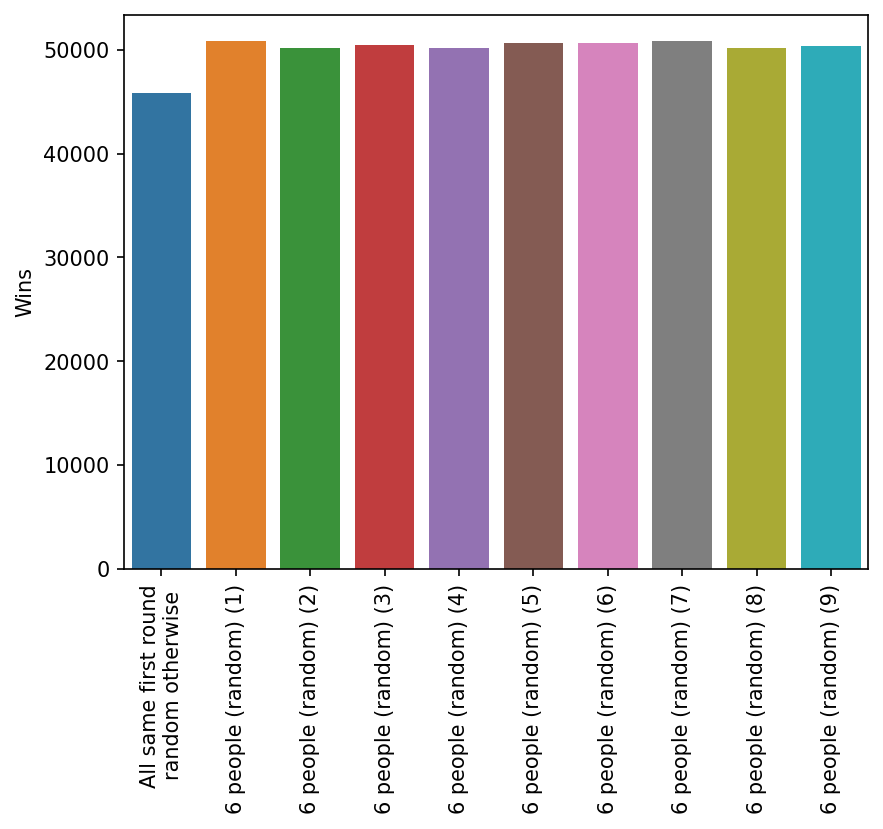 50000
40000
30000
20000
10000
0
Wins
All same first round
random otherwise
6 people (random) (1)
6 people (random) (2)
6 people (random) (3)
6 people (random) (4)
6 people (random) (5)
6 people (random) (6)
6 people (random) (7)
6 people (random) (8)
6 people (random) (9)